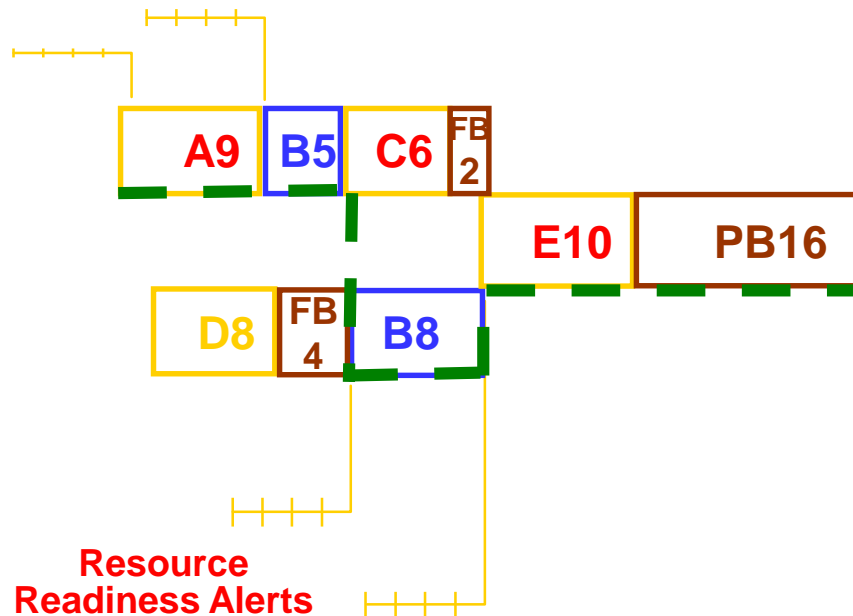 A9
B5
C6
FB
2
E10
PB16
D8
FB
4
B8
Resource
Readiness Alerts